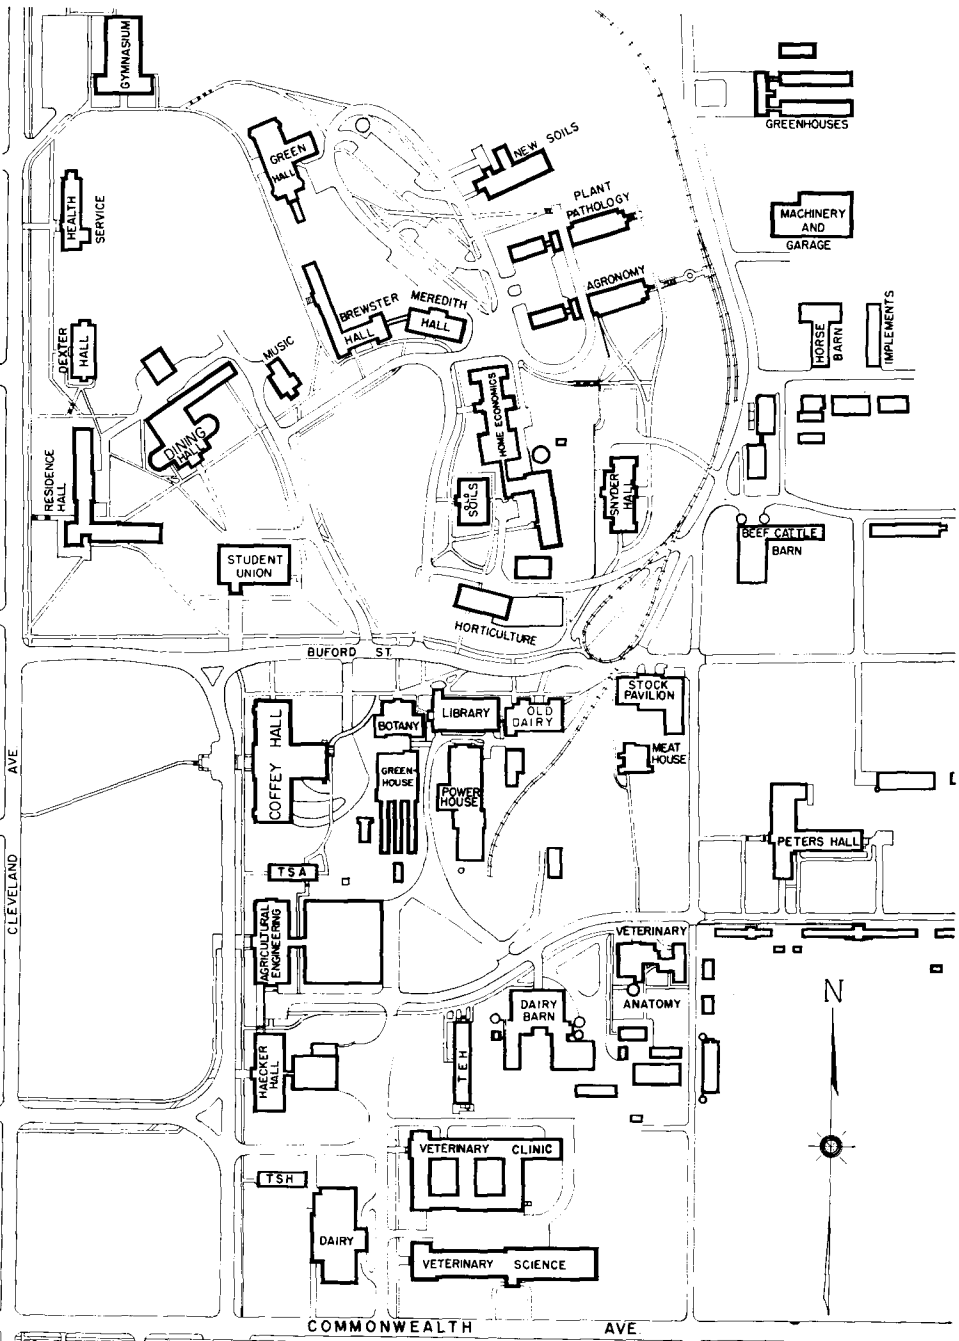 GYMNASIUM
GREENHOUSES
GREEN
HALL
NEW SOILS
HEALTH
SERVICE
PLANT
PATHOLOGY
MACHINERY
AND
GARAGE
AGRONOMY
BREWSTER
HALL
MEREDITH
HALL
DEXTER
HALL
MUSIC
HORSE
BARN
IMPLEMENTS
DINING
HALL
HOME ECONOMICS
RESIDENCE
HALL
OLD
SOILS
SNYDER
HALL
BEEF CATTLE
BARN
STUDENT
UNION
HORTICULTURE
BUFORD ST.
STOCK
PAVILION
COFFEY HALL
BOTANY
LIBRARY
OLD
DAIRY
MEAT
HOUSE
GREEN-
HOUSE
POWER
HOUSE
CLEVELAND AVE
PETERS HALL
TSA
AGRICULTURAL
ENGINEERING
VETERINARY
ANATOMY
DAIRY
BARN
N
HAECKER
HALL
TEH
VETERINARY CLINIC
TSH
DAIRY
VETERINARY SCIENCE
COMMONWEALTH AVE.